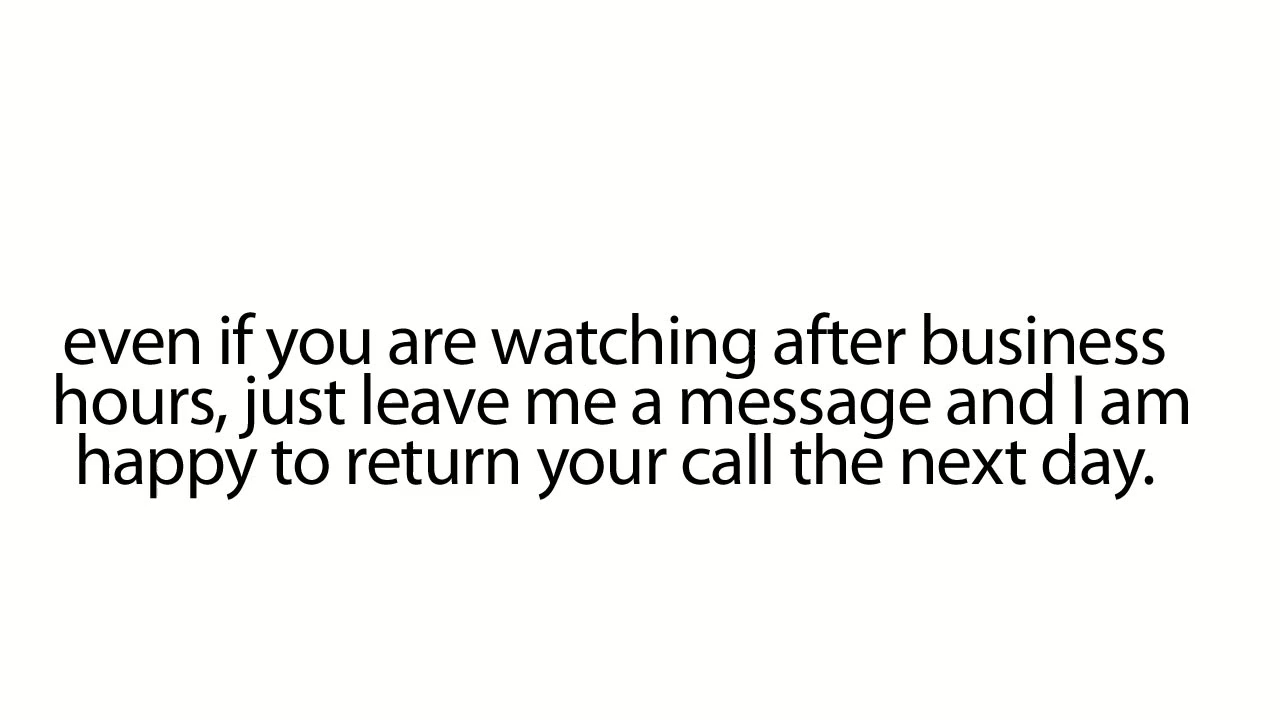 even if you are watching after business
hours, just leave me a message and I am
happy to return your call the next day.